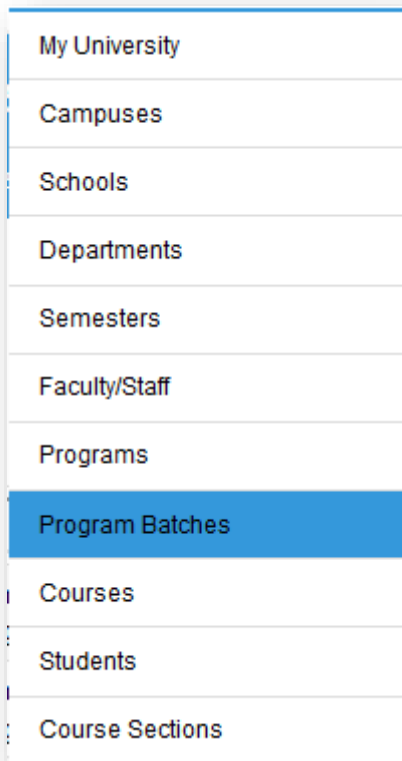 My University
Campuses
Schools
Departments
Semesters
Faculty/Staff
Programs
Program Batches
Courses
Students
Course Sections